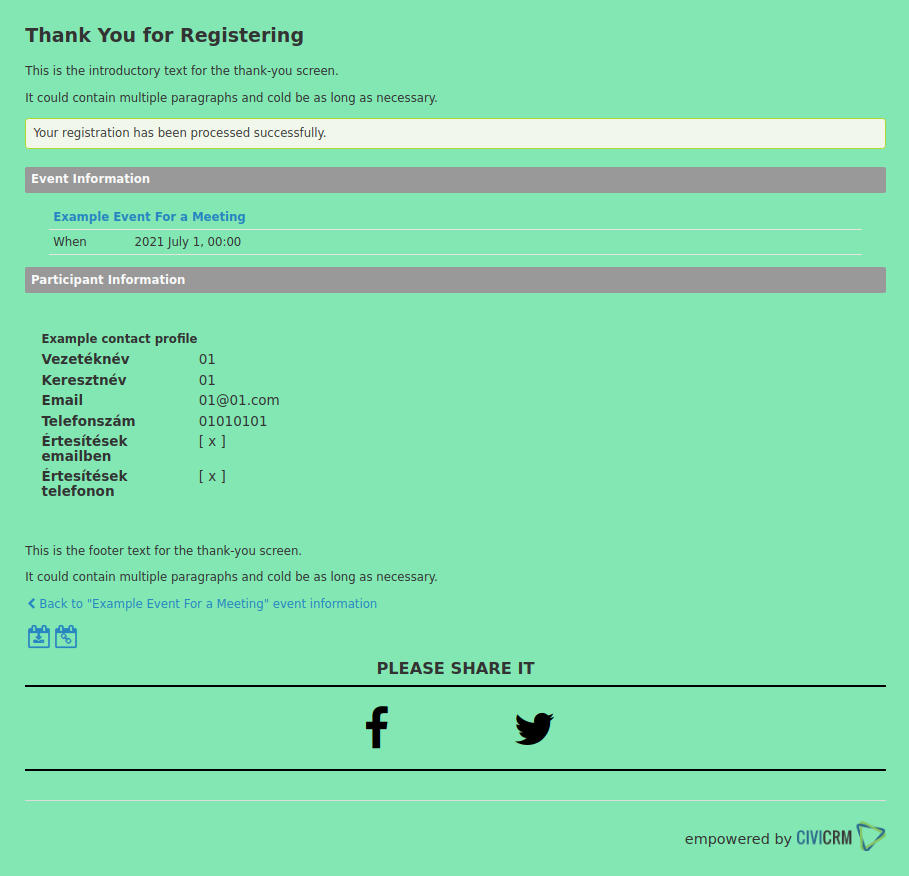 Thank You for Registering
This is the introductory text for the thank-you screen.
It could contain multiple paragraphs and cold be as long as necessary.
Your registration has been processed successfully.
Event Information
Example Event For a Meeting
When 2021 July 1, 00:00
Participant Information
Example contact profile
Vezetéknév 01
Keresztnév 01
Email 01@01.com
Telefonszám 01010101
Értesítések [ x ]
emailben
Értesítések [ x ]
telefonon
This is the footer text for the thank-you screen.
It could contain multiple paragraphs and cold be as long as necessary.
Back to "Example Event For a Meeting" event information
PLEASE SHARE IT
empowered by CIVICRM